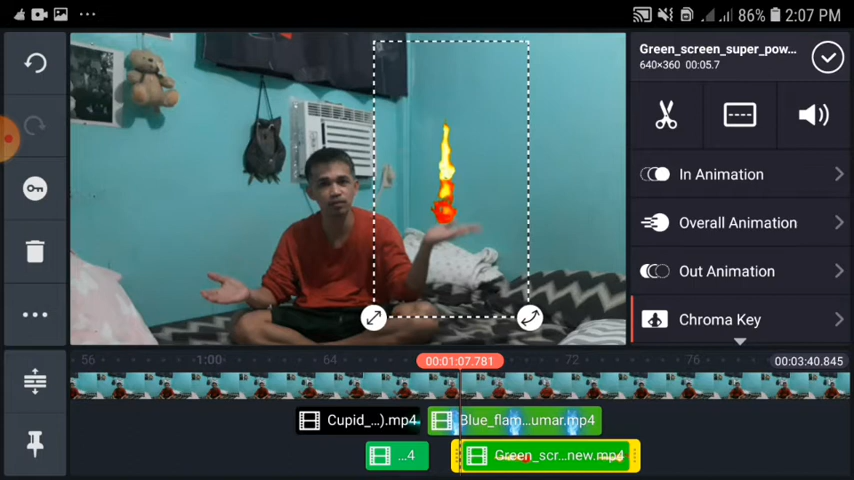 86% 2:07 PM
Green_screen_super_pow...
640×360 00:05.7
In Animation
Overall Animation
Out Animation
Chroma Key
56 1:00 64 00:01:07.781 72 76 00:03:40.845
Cupid_...).mp4
Blue_flam...umar.mp4
...4
Green_scr...new.mp4